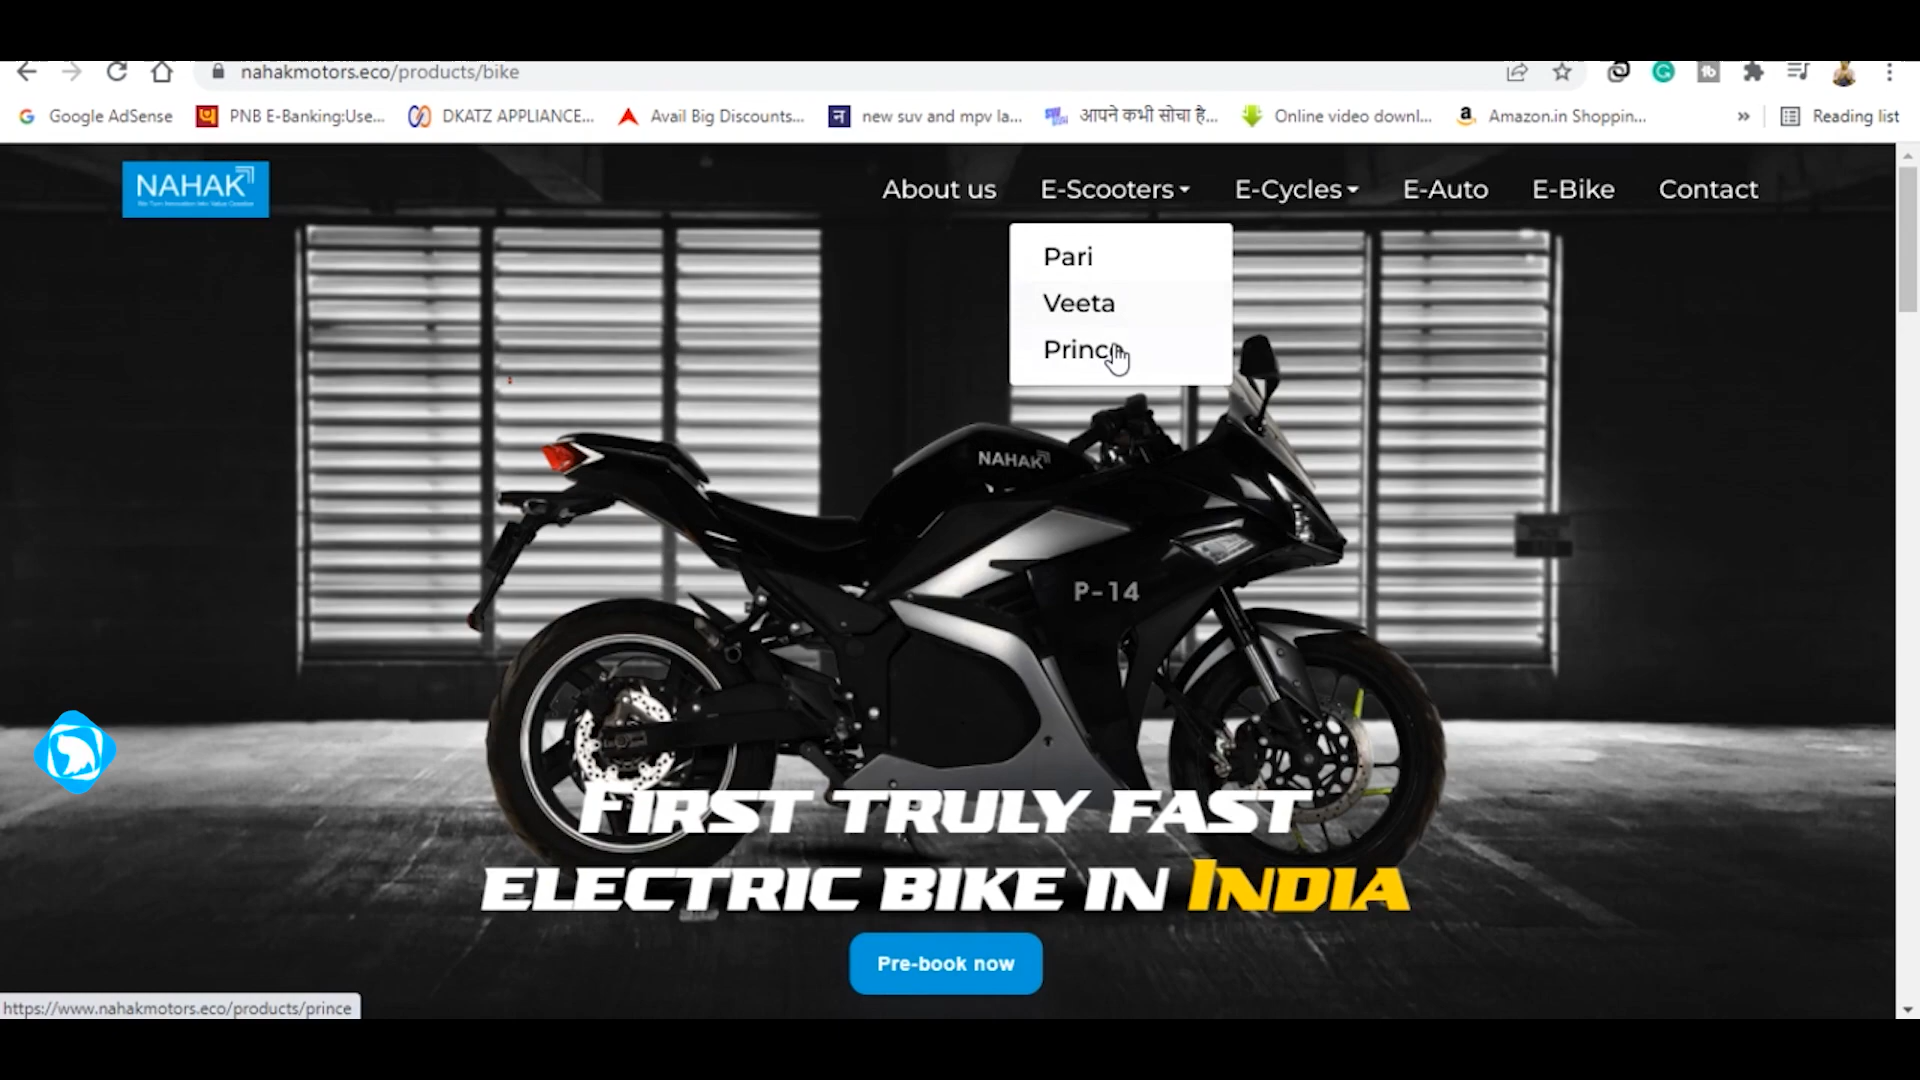 nahakmotors.eco/products/bike
Google AdSense PNB E-Banking:Use... DKATZ APPLIANCE... Avail Big Discounts... new suv and mpv la... आपने कभी सोचा है... Online video downl... Amazon.in Shoppin... » Reading list
NAHAK
About us E-Scooters E-Cycles E-Auto E-Bike Contact
Pari
Veeta
Prince
NAHAK
P-14
FIRST TRULY FAST
ELECTRIC BIKE IN INDIA
Pre-book now
https://www.nahakmotors.eco/products/prince